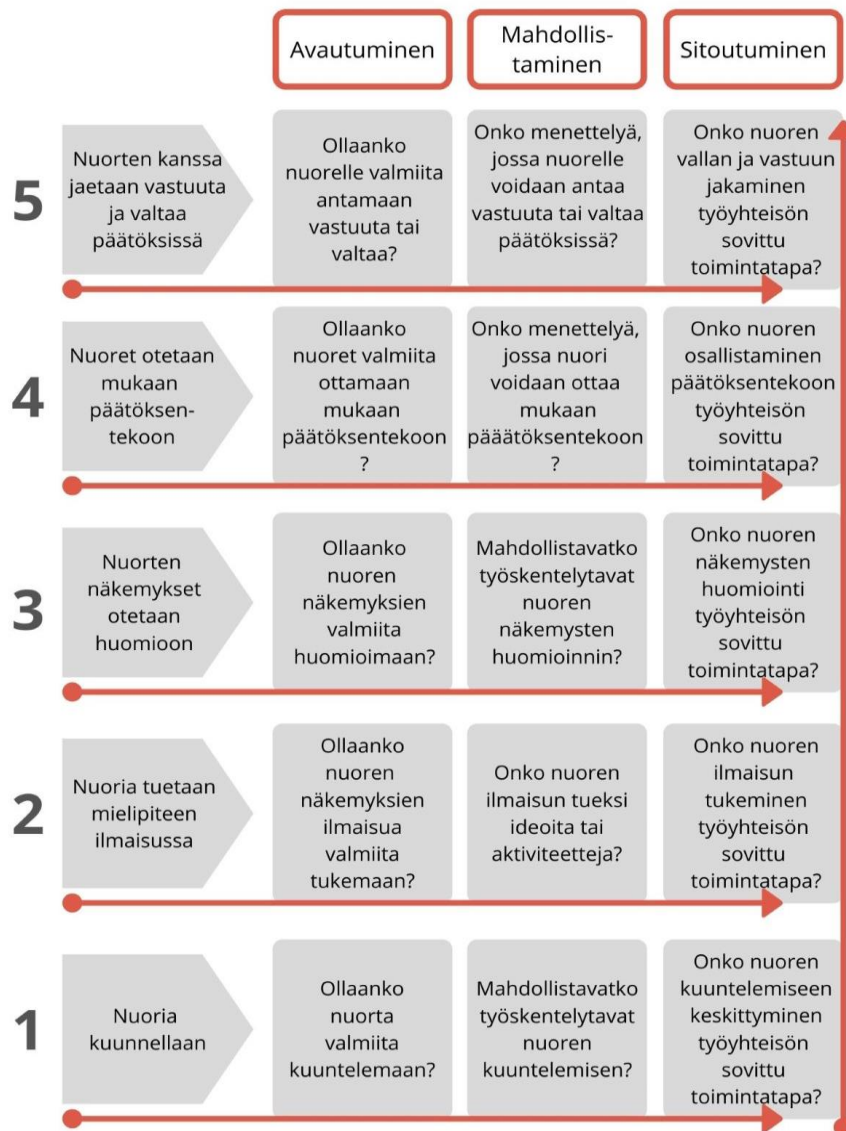 Avautuminen
Mahdollis-
taminen
Sitoutuminen
5
Nuorten kanssa
jaetaan vastuuta
ja valtaa
päätöksissä
Ollaanko
nuorelle valmiita
antamaan
vastuuta tai
valtaa?
Onko menettelyä,
jossa nuorelle
voidaan antaa
vastuuta tai valtaa
päätöksissä?
Onko nuoren
vallan ja vastuun
jakaminen
työyhteisön
sovittu
toimintatapa?
4
Nuoret otetaan
mukaan
päätöksen-
tekoon
Ollaanko
nuoret valmiita
ottamaan
mukaan
päätöksentekoon
?
Onko menettelyä,
jossa nuori
voidaan ottaa
mukaan
pääätöksentekoon
?
Onko nuoren
osallistaminen
päätöksentekoon
työyhteisön
sovittu
toimintatapa?
3
Nuorten
näkemykset
otetaan
huomioon
Ollaanko
nuoren
näkemyksien
valmiita
huomioimaan?
Mahdollistavatko
työskentelytavat
nuoren
näkemysten
huomioinnin?
Onko nuoren
näkemysten
huomiointi
työyhteisön
sovittu
toimintatapa?
2
Nuoria tuetaan
mielipiteen
ilmaisussa
Ollaanko
nuoren
näkemyksien
ilmaisua
valmiita
tukemaan?
Onko nuoren
ilmaisun tueksi
ideoita tai
aktiviteetteja?
Onko nuoren
ilmaisun
tukeminen
työyhteisön
sovittu
toimintatapa?
1
Nuoria
kuunnellaan
Ollaanko
nuorta
valmiita
kuuntelemaan?
Mahdollistavatko
työskentelytavat
nuoren
kuuntelemisen?
Onko nuoren
kuuntelemiseen
keskittyminen
työyhteisön
sovittu
toimintatapa?